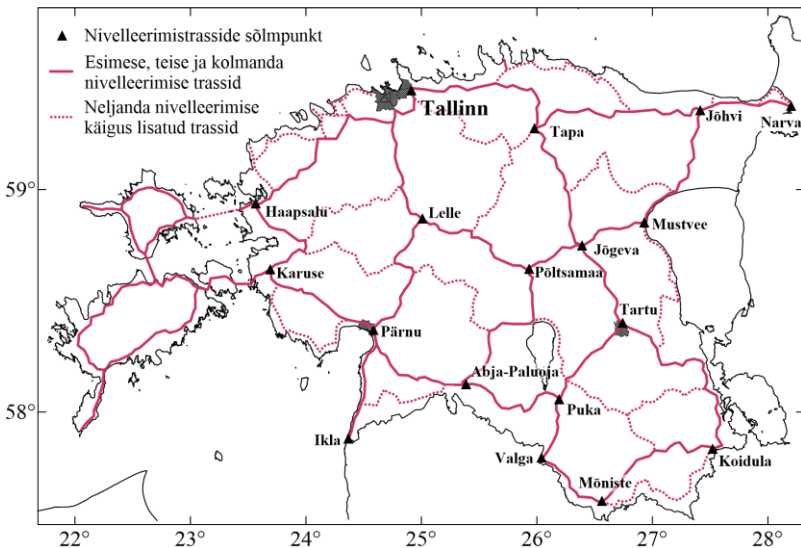 Nivelleerimistrasside sõlmpunkt
Esimese, teise ja kolmanda
nivelleerimise trassid
Neljanda nivelleerimise
käigus lisatud trassid
Tallinn
Jõhvi
Narva
Tapa
59°
Haapsalu
Lelle
Mustvee
Jõgeva
Karuse
Põltsamaa
Tartu
Pärnu
Abja-Paluoja
58°
Puka
Ikla
Valga
Koidula
Mõniste
22°
23°
24°
25°
26°
27°
28°